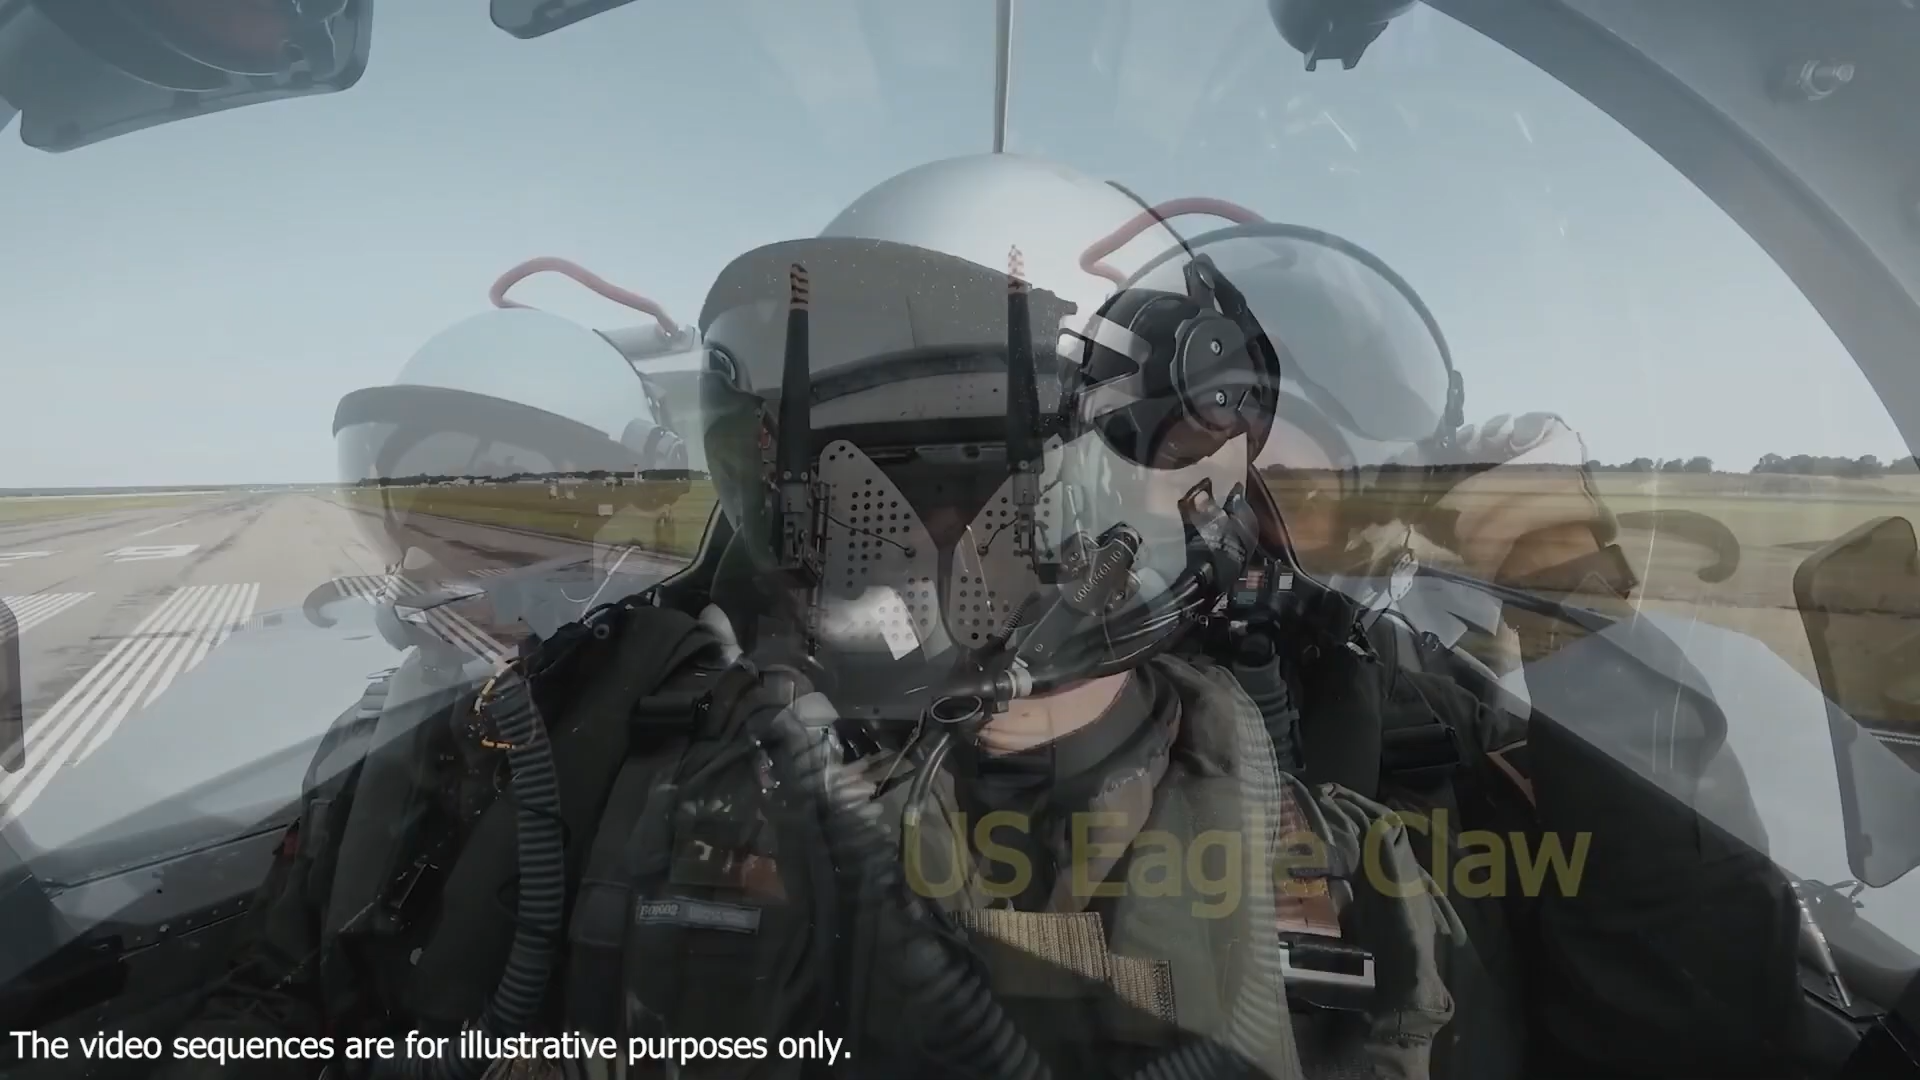 US Eagle Claw
The video sequences are for illustrative purposes only.